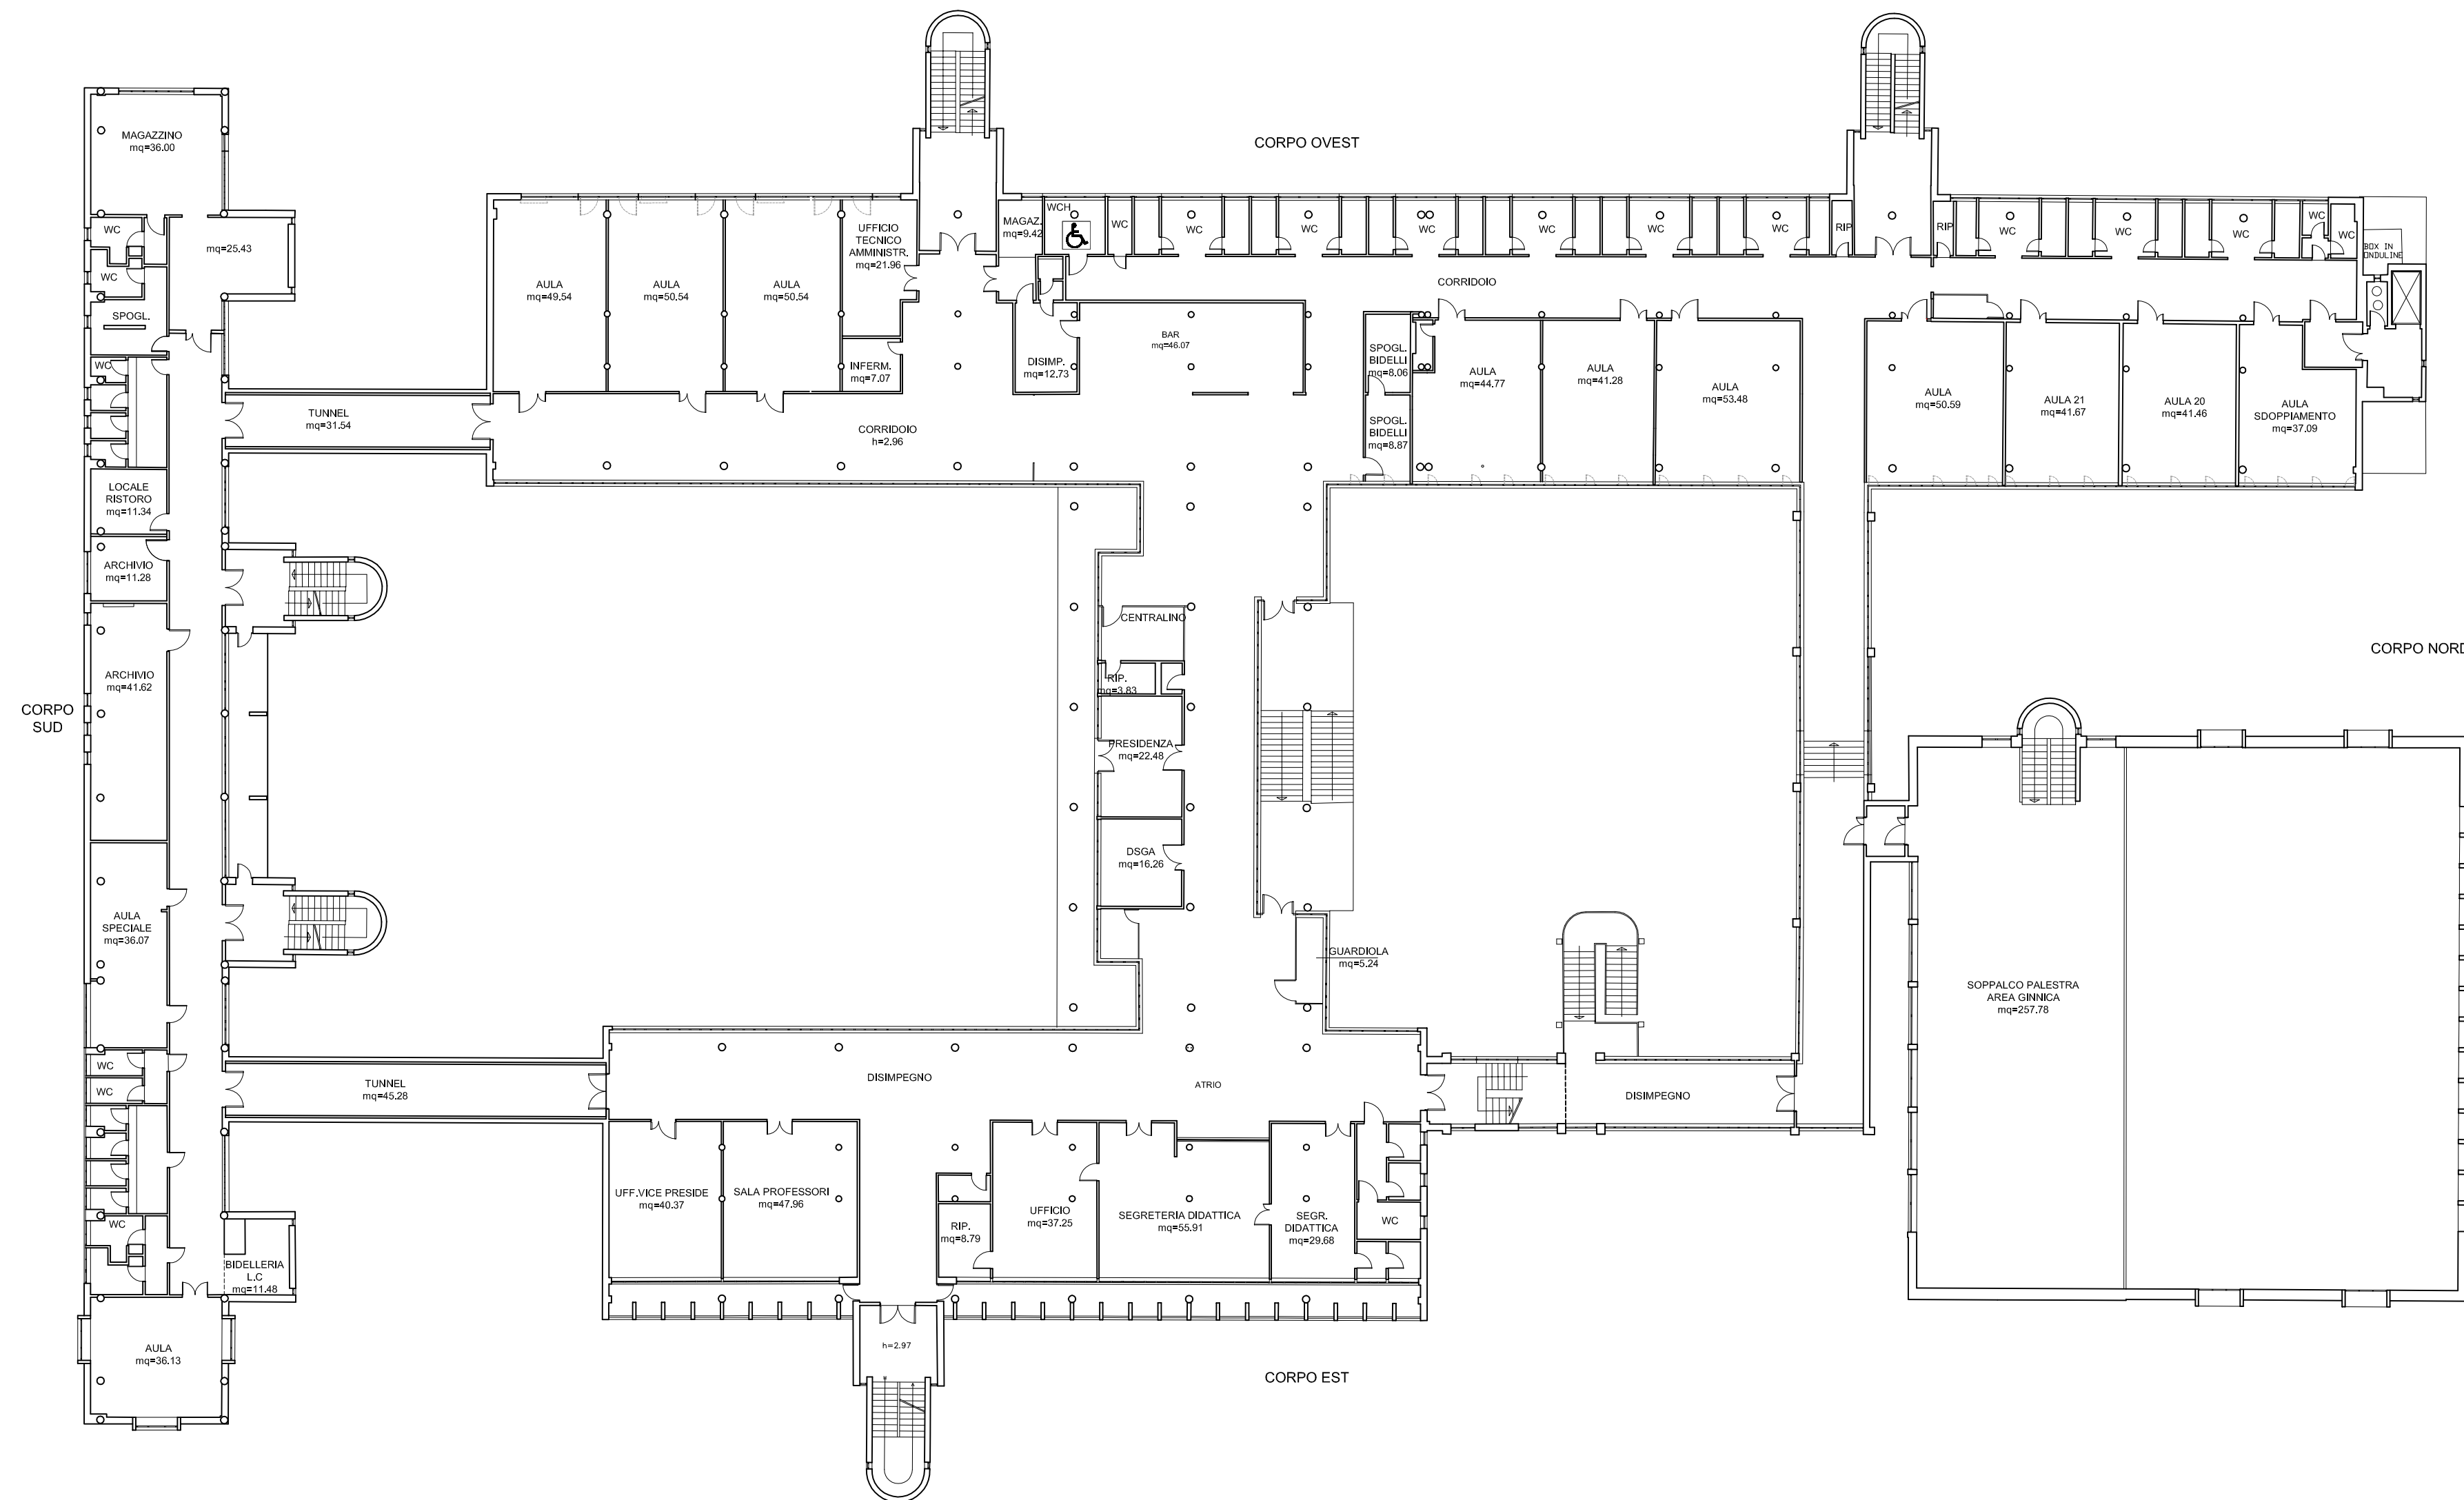 CORPO OVEST
MAGAZZINO
mq=36.00
WC
mq=25.43
WC
SPOGL.
WC
TUNNEL
mq=31.54
LOCALE
RISTORO
mq=11.34
ARCHIVIO
mq=11.28
ARCHIVIO
mq=41.62
CORPO
SUD
AULA
SPECIALE
mq=36.07
WC
WC
TUNNEL
mq=45.28
WC
BIDELLERIA
L.C
mq=11.48
AULA
mq=36.13
AULA
mq=49.54
AULA
mq=50.54
AULA
mq=50.54
UFFICIO
TECNICO
AMMINISTR.
mq=21.96
INFERM.
mq=7.07
CORRIDOIO
h=2.96
MAGAZ.
mq=9.42
WCH
WC
WC
WC
WC
WC
WC
WC
RIP
RIP
WC
WC
WC
WC
WC
BOX IN
ONDULINE
CORRIDOIO
DISIMP.
mq=12.73
BAR
mq=46.07
SPOGL.
BIDELLI
mq=8.06
SPOGL.
BIDELLI
mq=8.87
AULA
mq=44.77
AULA
mq=41.28
AULA
mq=53.48
AULA
mq=50.59
AULA 21
mq=41.67
AULA 20
mq=41.46
AULA
SDOPPIAMENTO
mq=37.09
CENTRALINO
RIP.
mq=3.83
PRESIDENZA
mq=22.48
DSGA
mq=16.26
GUARDIOLA
mq=5.24
CORPO NORD
SOPPALCO PALESTRA
AREA GINNICA
mq=257.78
DISIMPEGNO
ATRIO
DISIMPEGNO
UFF.VICE PRESIDE
mq=40.37
SALA PROFESSORI
mq=47.96
RIP.
mq=8.79
UFFICIO
mq=37.25
SEGRETERIA DIDATTICA
mq=55.91
SEGR.
DIDATTICA
mq=29.68
WC
h=2.97
CORPO EST